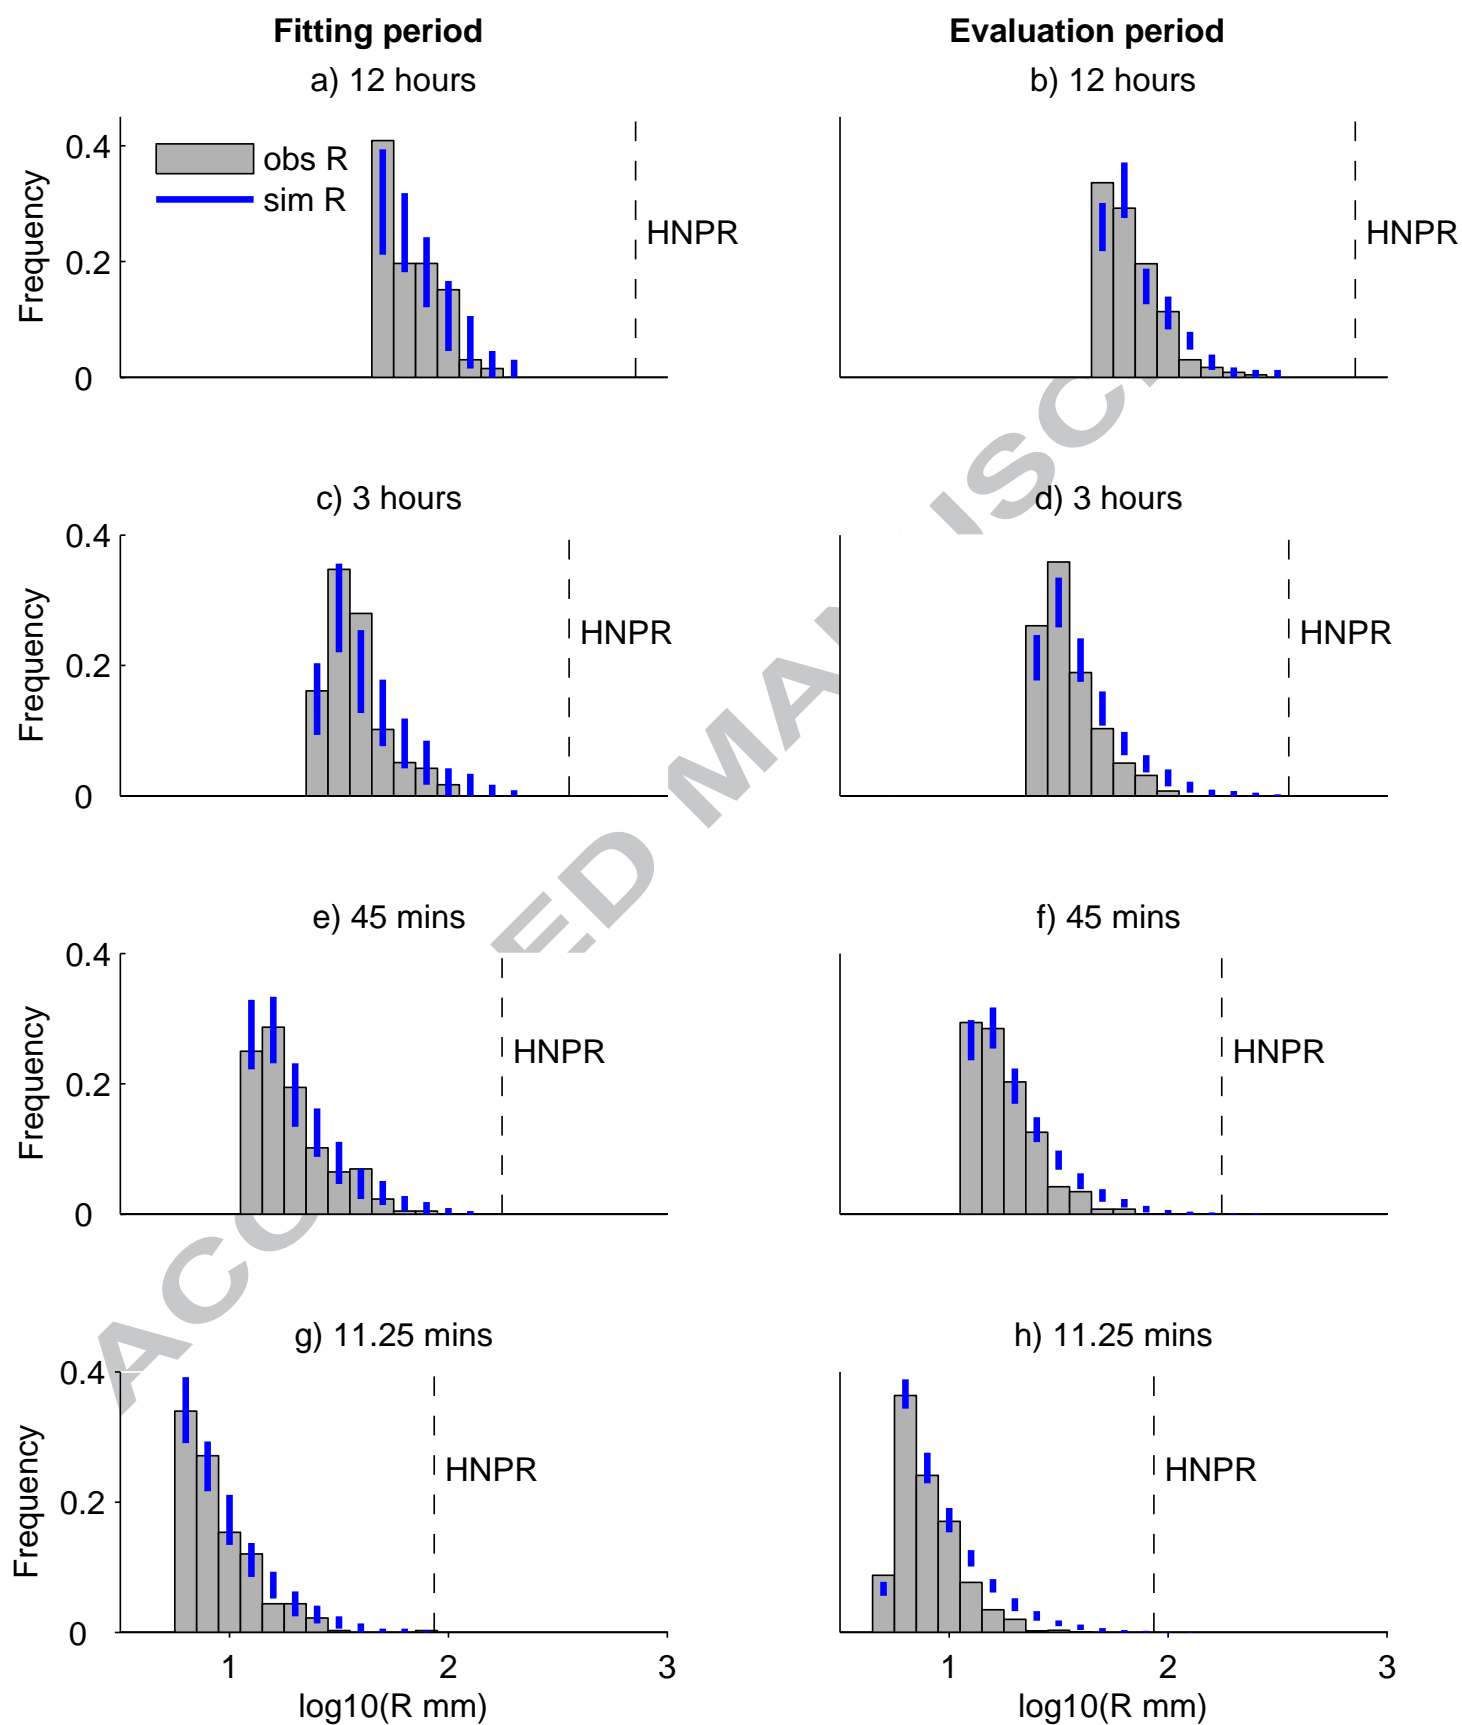 Fitting period
Evaluation period
a) 12 hours
b) 12 hours
0.4
0.2
0
Frequency
obs R
sim R
HNPR
HNPR
c) 3 hours
d) 3 hours
0.4
0.2
0
Frequency
HNPR
HNPR
e) 45 mins
f) 45 mins
0.4
0.2
0
Frequency
HNPR
HNPR
g) 11.25 mins
h) 11.25 mins
0.4
0.2
0
Frequency
HNPR
HNPR
1
2
3
1
2
3
log10(R mm)
log10(R mm)